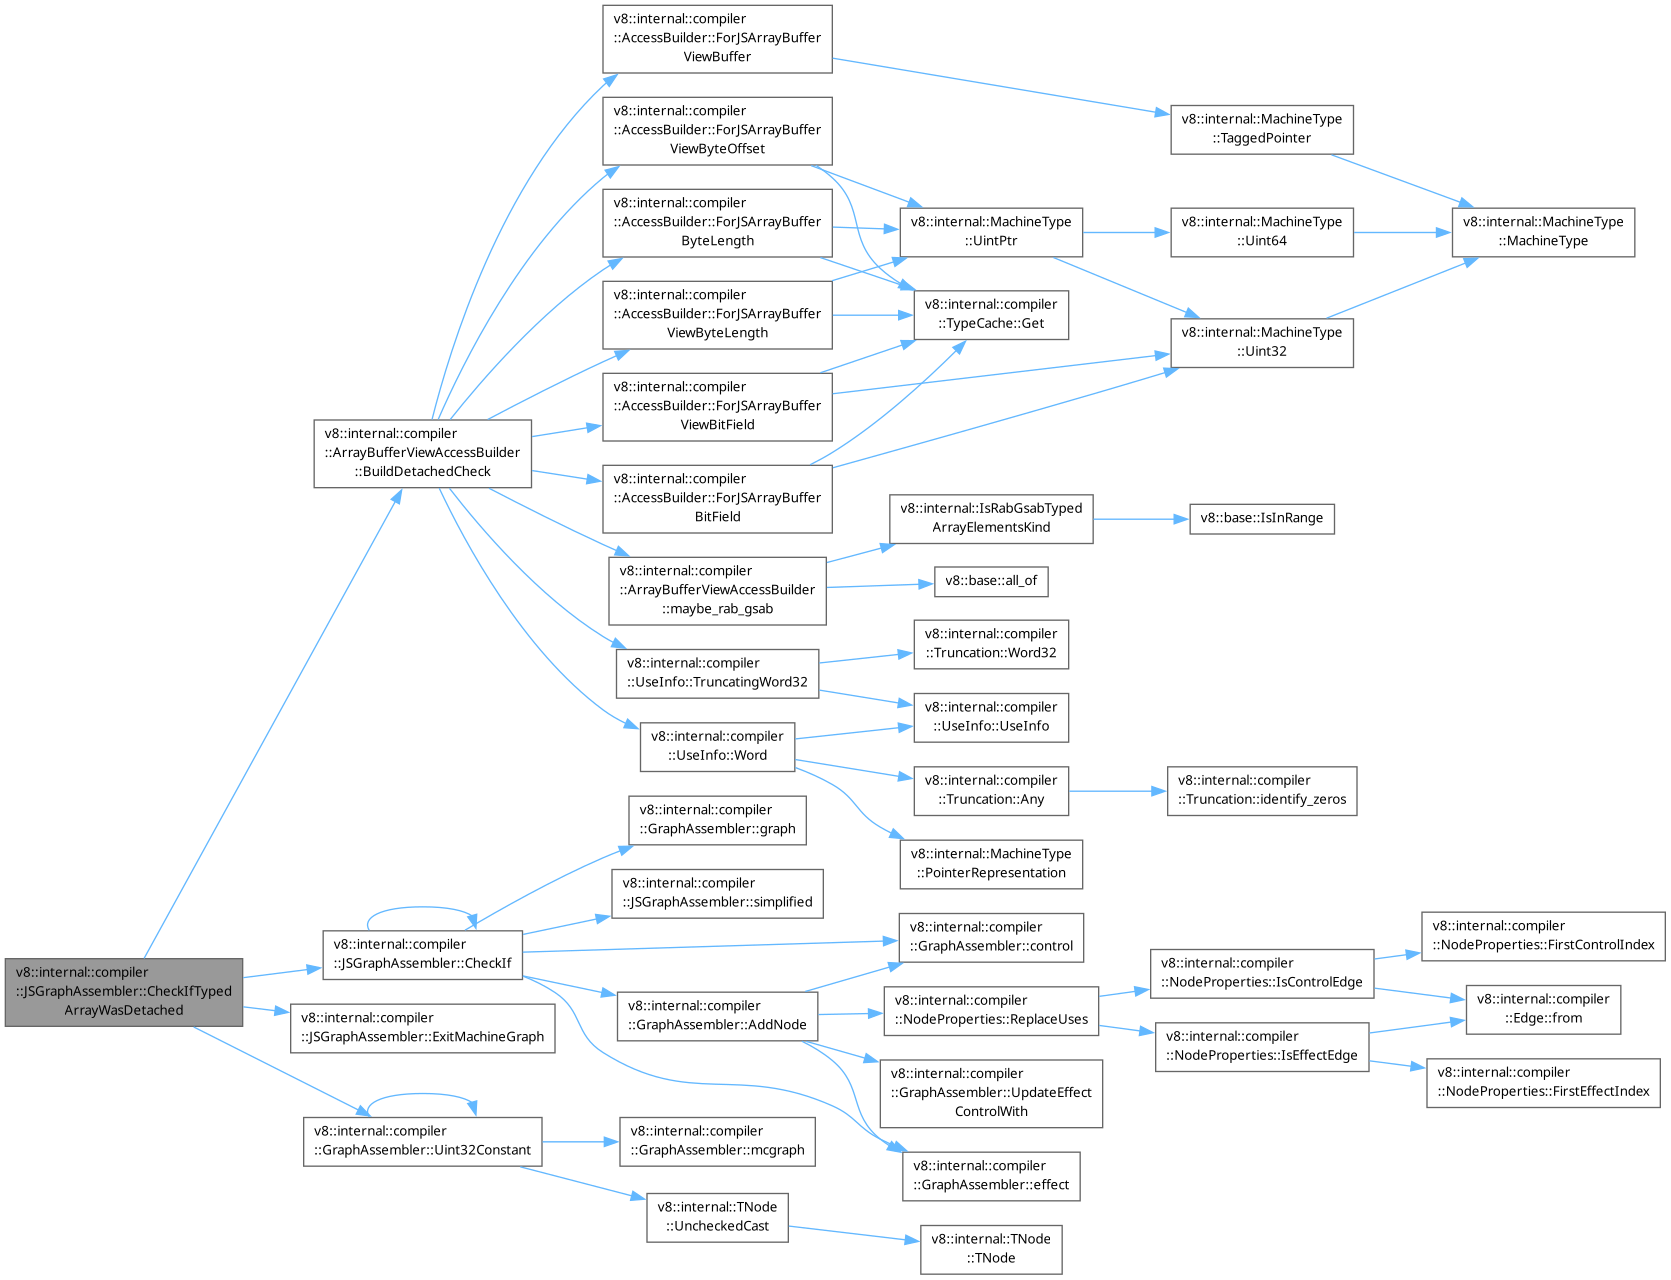 v8::internal::compiler
::AccessBuilder::ForJSArrayBuffer
ViewBuffer
v8::internal::compiler
::AccessBuilder::ForJSArrayBuffer
ViewByteOffset
v8::internal::MachineType
::TaggedPointer
v8::internal::compiler
::AccessBuilder::ForJSArrayBuffer
ByteLength
v8::internal::MachineType
::UintPtr
v8::internal::MachineType
::Uint64
v8::internal::MachineType
::MachineType
v8::internal::compiler
::AccessBuilder::ForJSArrayBuffer
ViewByteLength
v8::internal::compiler
::TypeCache::Get
v8::internal::MachineType
::Uint32
v8::internal::compiler
::AccessBuilder::ForJSArrayBuffer
ViewBitField
v8::internal::compiler
::ArrayBufferViewAccessBuilder
::BuildDetachedCheck
v8::internal::compiler
::AccessBuilder::ForJSArrayBuffer
BitField
v8::internal::IsRabGsabTyped
ArrayElementsKind
v8::base::IsInRange
v8::internal::compiler
::ArrayBufferViewAccessBuilder
::maybe_rab_gsab
v8::base::all_of
v8::internal::compiler
::Truncation::Word32
v8::internal::compiler
::UseInfo::TruncatingWord32
v8::internal::compiler
::UseInfo::UseInfo
v8::internal::compiler
::UseInfo::Word
v8::internal::compiler
::Truncation::Any
v8::internal::compiler
::Truncation::identify_zeros
v8::internal::compiler
::GraphAssembler::graph
v8::internal::MachineType
::PointerRepresentation
v8::internal::compiler
::JSGraphAssembler::simplified
v8::internal::compiler
::JSGraphAssembler::CheckIf
v8::internal::compiler
::GraphAssembler::control
v8::internal::compiler
::NodeProperties::FirstControlIndex
v8::internal::compiler
::NodeProperties::IsControlEdge
v8::internal::compiler
::JSGraphAssembler::CheckIfTyped
ArrayWasDetached
v8::internal::compiler
::JSGraphAssembler::ExitMachineGraph
v8::internal::compiler
::GraphAssembler::AddNode
v8::internal::compiler
::NodeProperties::ReplaceUses
v8::internal::compiler
::Edge::from
v8::internal::compiler
::NodeProperties::IsEffectEdge
v8::internal::compiler
::NodeProperties::FirstEffectIndex
v8::internal::compiler
::GraphAssembler::UpdateEffect
ControlWith
v8::internal::compiler
::GraphAssembler::Uint32Constant
v8::internal::compiler
::GraphAssembler::mcgraph
v8::internal::compiler
::GraphAssembler::effect
v8::internal::TNode
::UncheckedCast
v8::internal::TNode
::TNode